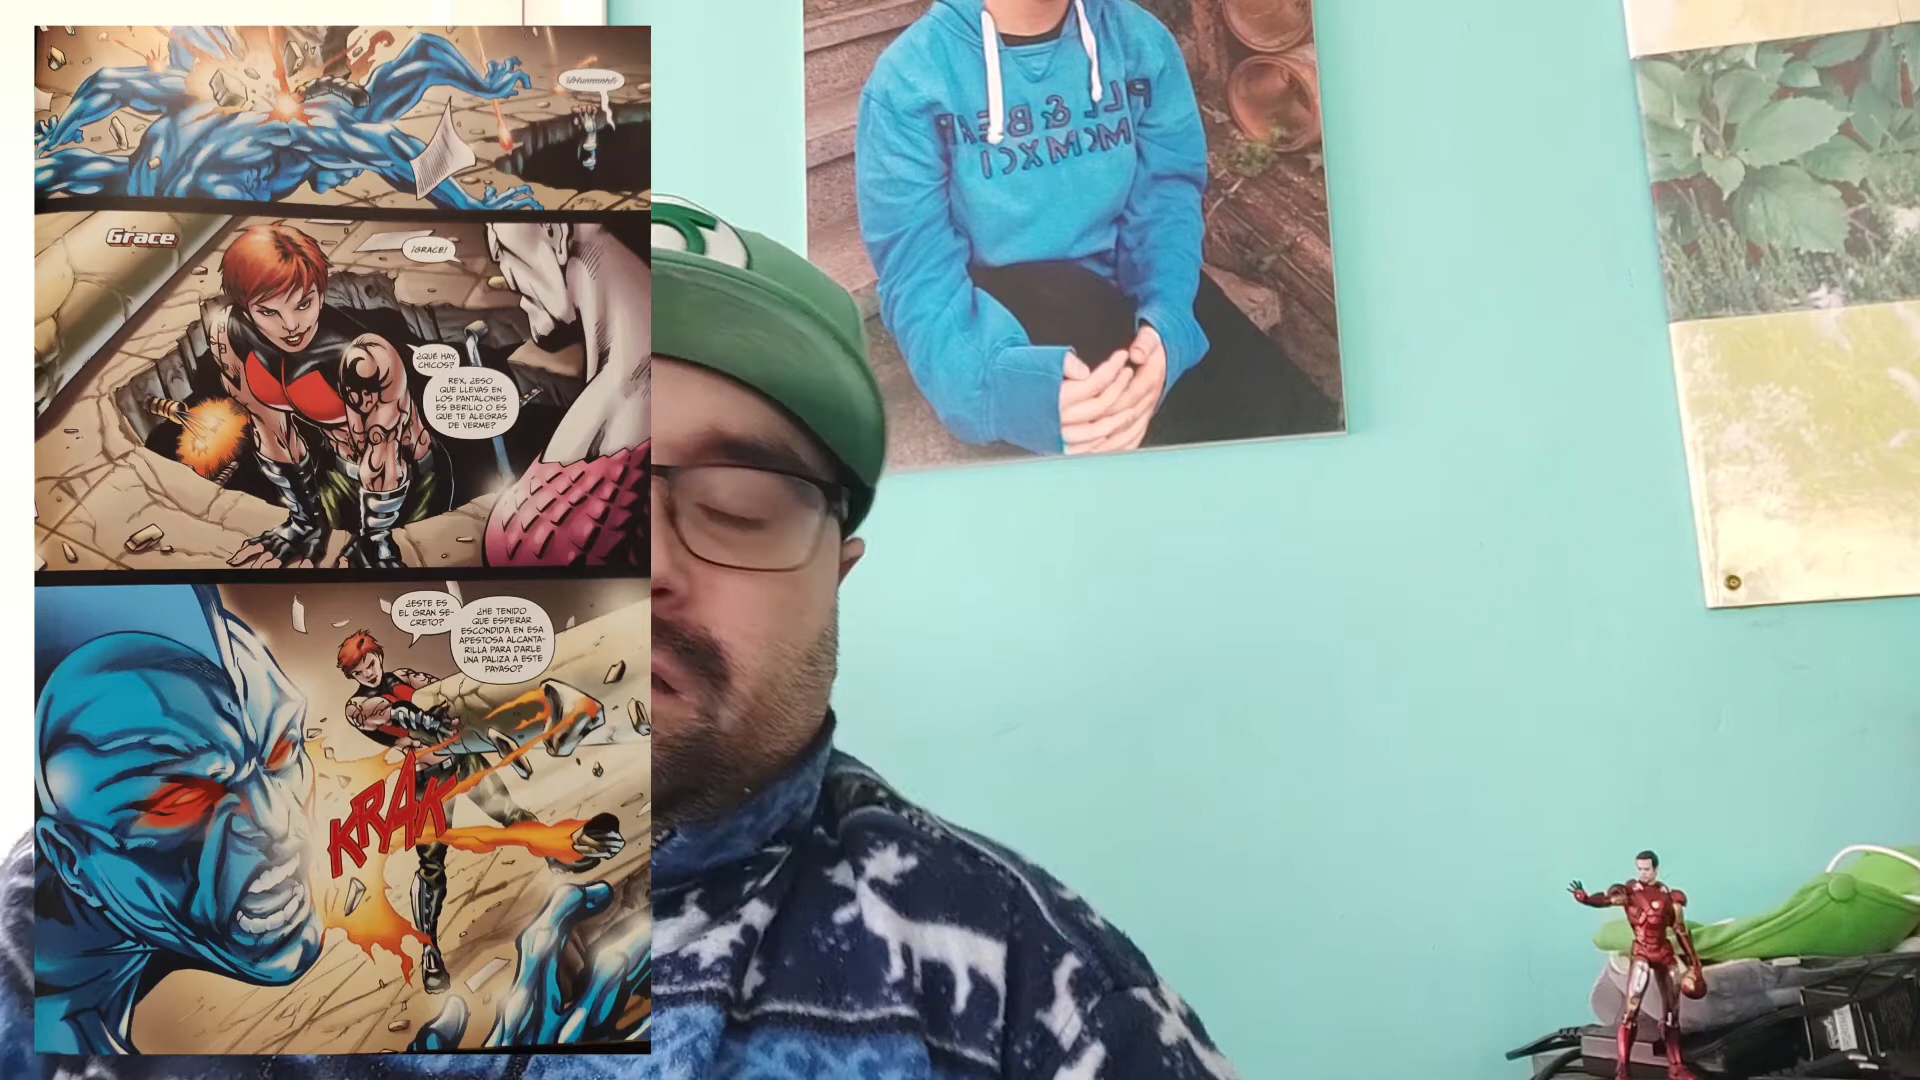 Grace
¡GRACE!
¿QUÉ HAY,
CHICOS?
REX, ¿ESO
QUE LLEVAS EN
LOS PANTALONES
ES BERILIO O ES
QUE TE ALEGRAS
DE VERME?
¿ESTE ES
EL GRAN SE-
CRETO?
¿HE TENIDO
QUE ESPERAR
ESCONDIDA EN ESA
APESTOSA ALCANTA-
RILLA PARA DARLE
UNA PALIZA A ESTE
PAYASO?
KRAK
PLL & BEAR
MCMXCI